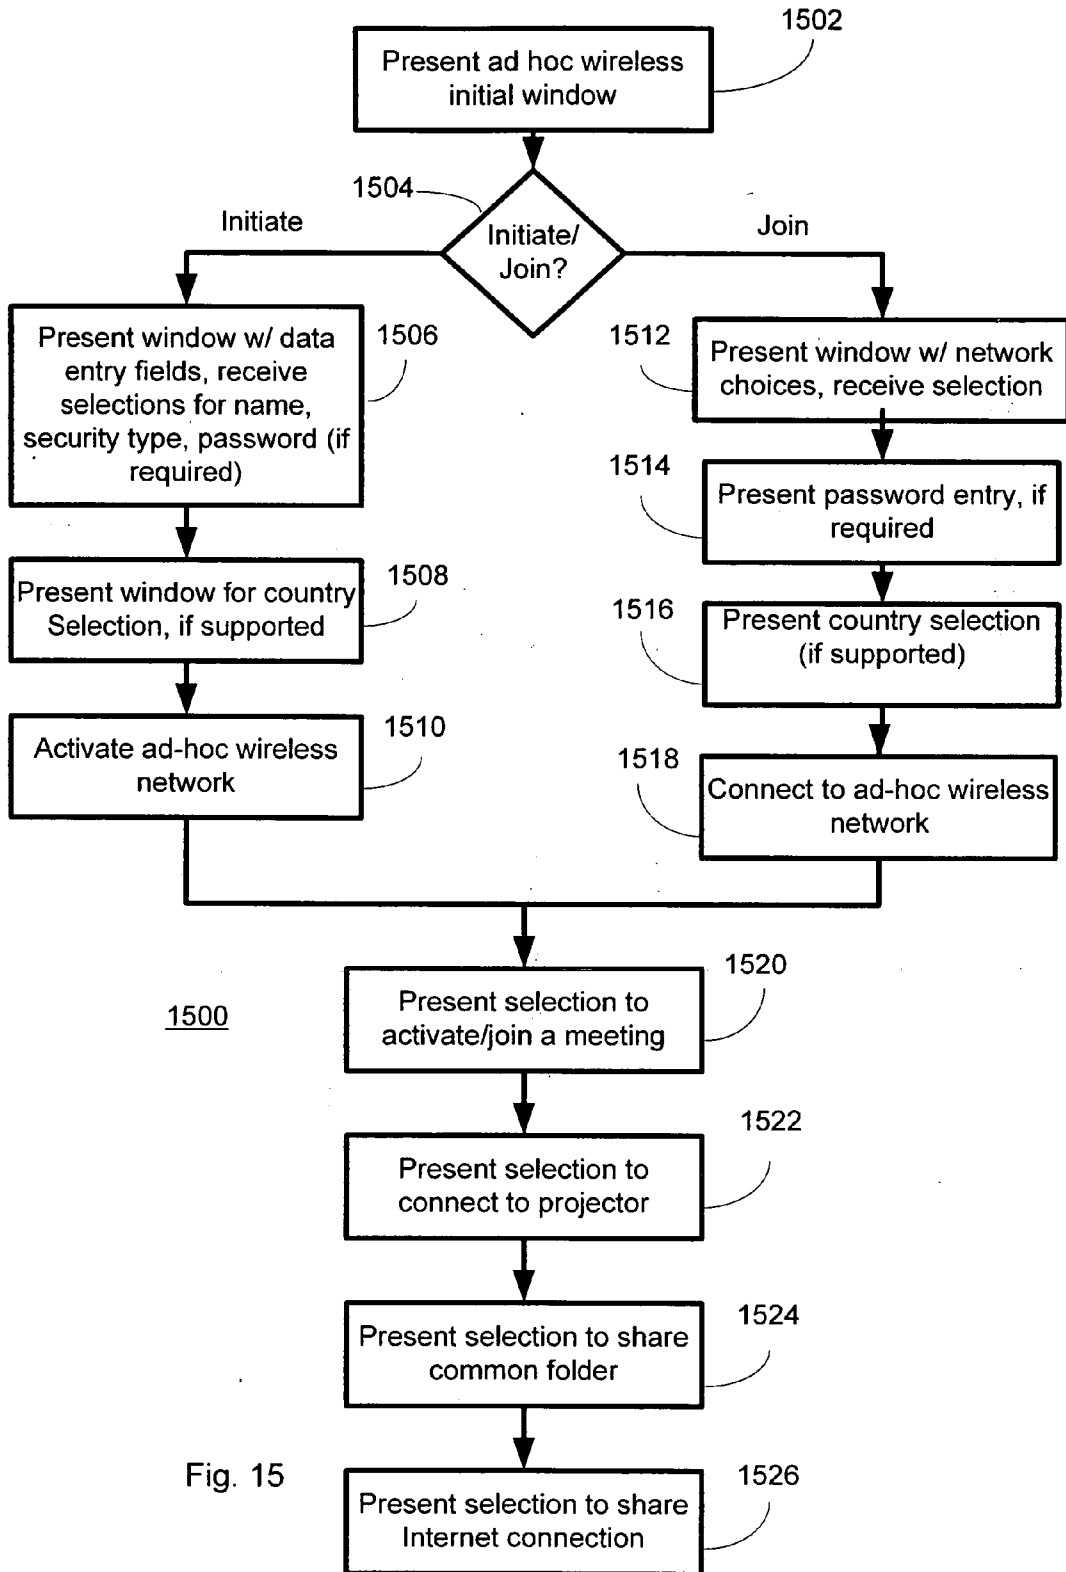 1502
Present ad hoc wireless
initial window
1504
Initiate
Initiate/
Join?
Join
1506
Present window w/ data
entry fields, receive
selections for name,
security type, password (if
required)
1512
Present window w/ network
choices, receive selection
1514
Present password entry, if
required
1508
Present window for country
Selection, if supported
1516
Present country selection
(if supported)
1510
Activate ad-hoc wireless
network
1518
Connect to ad-hoc wireless
network
1520
Present selection to
activate/join a meeting
1500
1522
Present selection to
connect to projector
1524
Present selection to share
common folder
Fig. 15
1526
Present selection to share
Internet connection